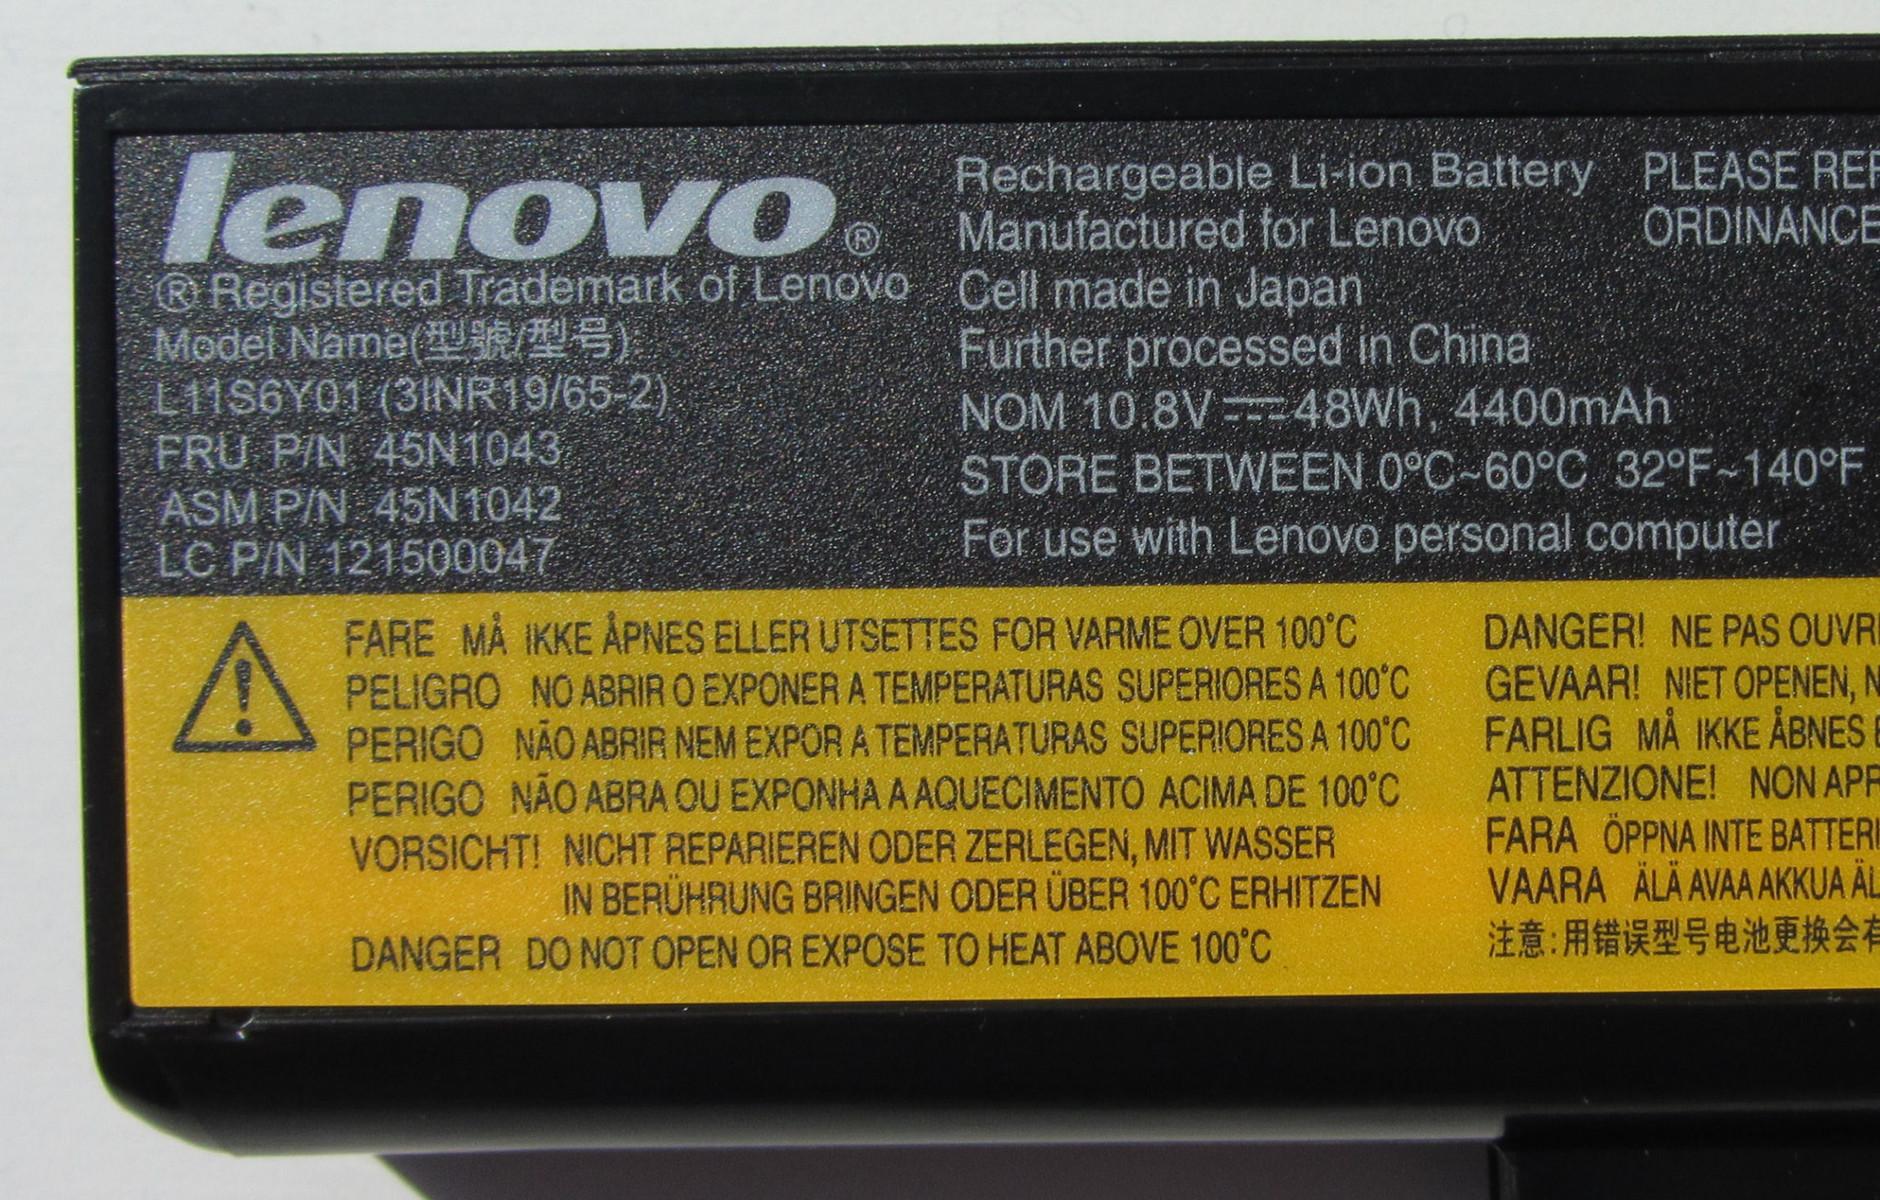 lenovo®
® Registered Trademark of Lenovo
Model Name(型號/型号):
L11S6Y01 (3INR19/65-2)
FRU P/N 45N1043
ASM P/N 45N1042
LC P/N 121500047
Rechargeable Li-ion Battery
Manufactured for Lenovo
Cell made in Japan
Further processed in China
NOM 10.8V ⎓ 48Wh, 4400mAh
STORE BETWEEN 0°C~60°C 32°F~140°F
For use with Lenovo personal computer
PLEASE
ORDINANCE
FARE MÅ IKKE ÅPNES ELLER UTSETTES FOR VARME OVER 100°C
PELIGRO NO ABRIR O EXPONER A TEMPERATURAS SUPERIORES A 100°C
PERIGO NÃO ABRIR NEM EXPOR A TEMPERATURAS SUPERIORES A 100°C
PERIGO NÃO ABRA OU EXPONHA A AQUECIMENTO ACIMA DE 100°C
VORSICHT! NICHT REPARIEREN ODER ZERLEGEN, MIT WASSER
IN BERÜHRUNG BRINGEN ODER ÜBER 100°C ERHITZEN
DANGER DO NOT OPEN OR EXPOSE TO HEAT ABOVE 100°C
DANGER! NE PAS
GEVAAR! NIET OPENEN,
FARLIG MÅ IKKE ÅBNES
ATTENZIONE! NON
FARA ÖPPNA INTE
VAARA ÄLÄ AVAA AKKUA
注意:用错误型号电池更换会有